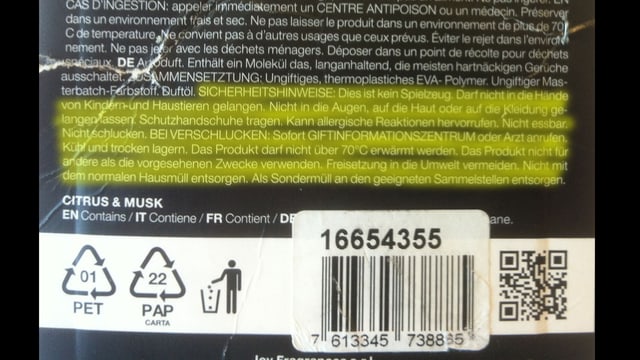 CAS D'INGESTION: appeler immédiatement un CENTRE ANTIPOISON ou un médecin. Préserver
dans un environnement frais et sec. Ne pas laisser le produit dans un environnement de plus de 70°
C de température. Ne convient pas à d'autres usages que ceux prévus. Éviter le rejet dans l'environ-
nement. Ne pas jeter avec les déchets ménagers. Déposer dans un point de récolte pour déchets
spéciaux. DE Autoduft. Enthält ein Molekül das, langanhaltend, die meisten hartnäckigen Gerüche
ausschaltet. ZUSAMMENSETZTUNG: Ungiftiges, thermoplastiches EVA- Polymer. Ungiftiger Mas-
terbatch-Farbstoff. Duftöl. SICHERHEITSHINWEISE: Dies ist kein Spielzeug. Darf nicht in die Hände
von Kindern und Haustieren gelangen. Nicht in die Augen, auf die Haut oder auf die Kleidung ge-
langen lassen. Schutzhandschuhe tragen. Kann allergische Reaktionen hervorrufen. Nicht essbar.
Nicht schlucken. BEI VERSCHLUCKEN: Sofort GIFTINFORMATIONSZENTRUM oder Arzt anrufen.
Kühl und trocken lagern. Das Produkt darf nicht über 70°C erwärmt werden. Das Produkt nicht für
andere als die vorgesehenen Zwecke verwenden. Freisetzung in die Umwelt vermeiden. Nicht mit
dem normalen Hausmüll entsorgen. Als Sondermüll an den geeigneten Sammelstellen entsorgen.
CITRUS & MUSK
EN Contains / IT Contiene / FR Contient / DE
16654355
01
PET
22
PAP
CARTA
7 613345